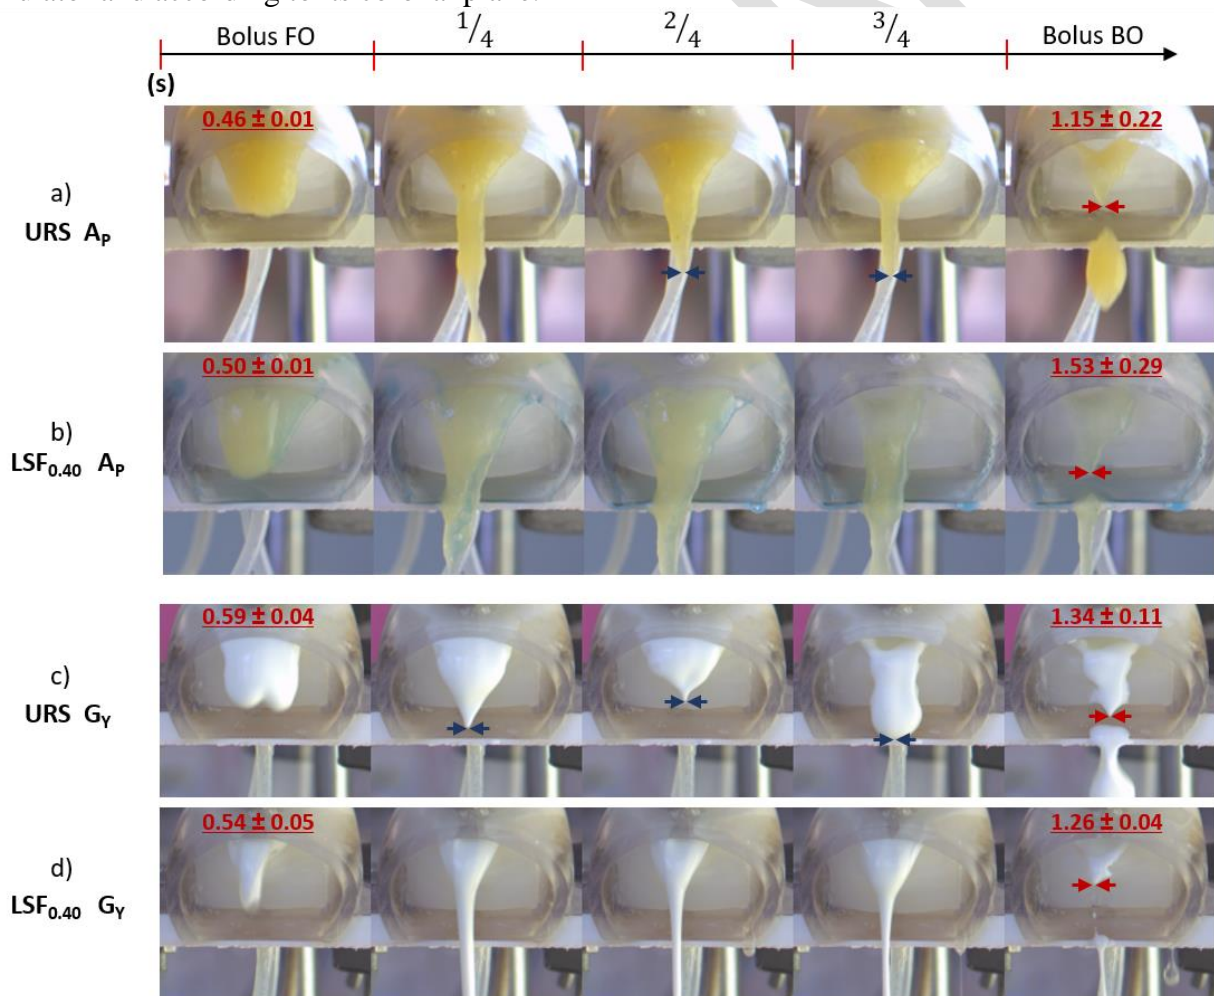 Bolus FO 1/4 2/4 3/4 Bolus BO
(s)
0.46 ± 0.01 1.15 ± 0.22
a)
URS A_P
0.50 ± 0.01 1.53 ± 0.29
b)
LSF_0.40 A_P
0.59 ± 0.04 1.34 ± 0.11
c)
URS G_Y
0.54 ± 0.05 1.26 ± 0.04
d)
LSF_0.40 G_Y